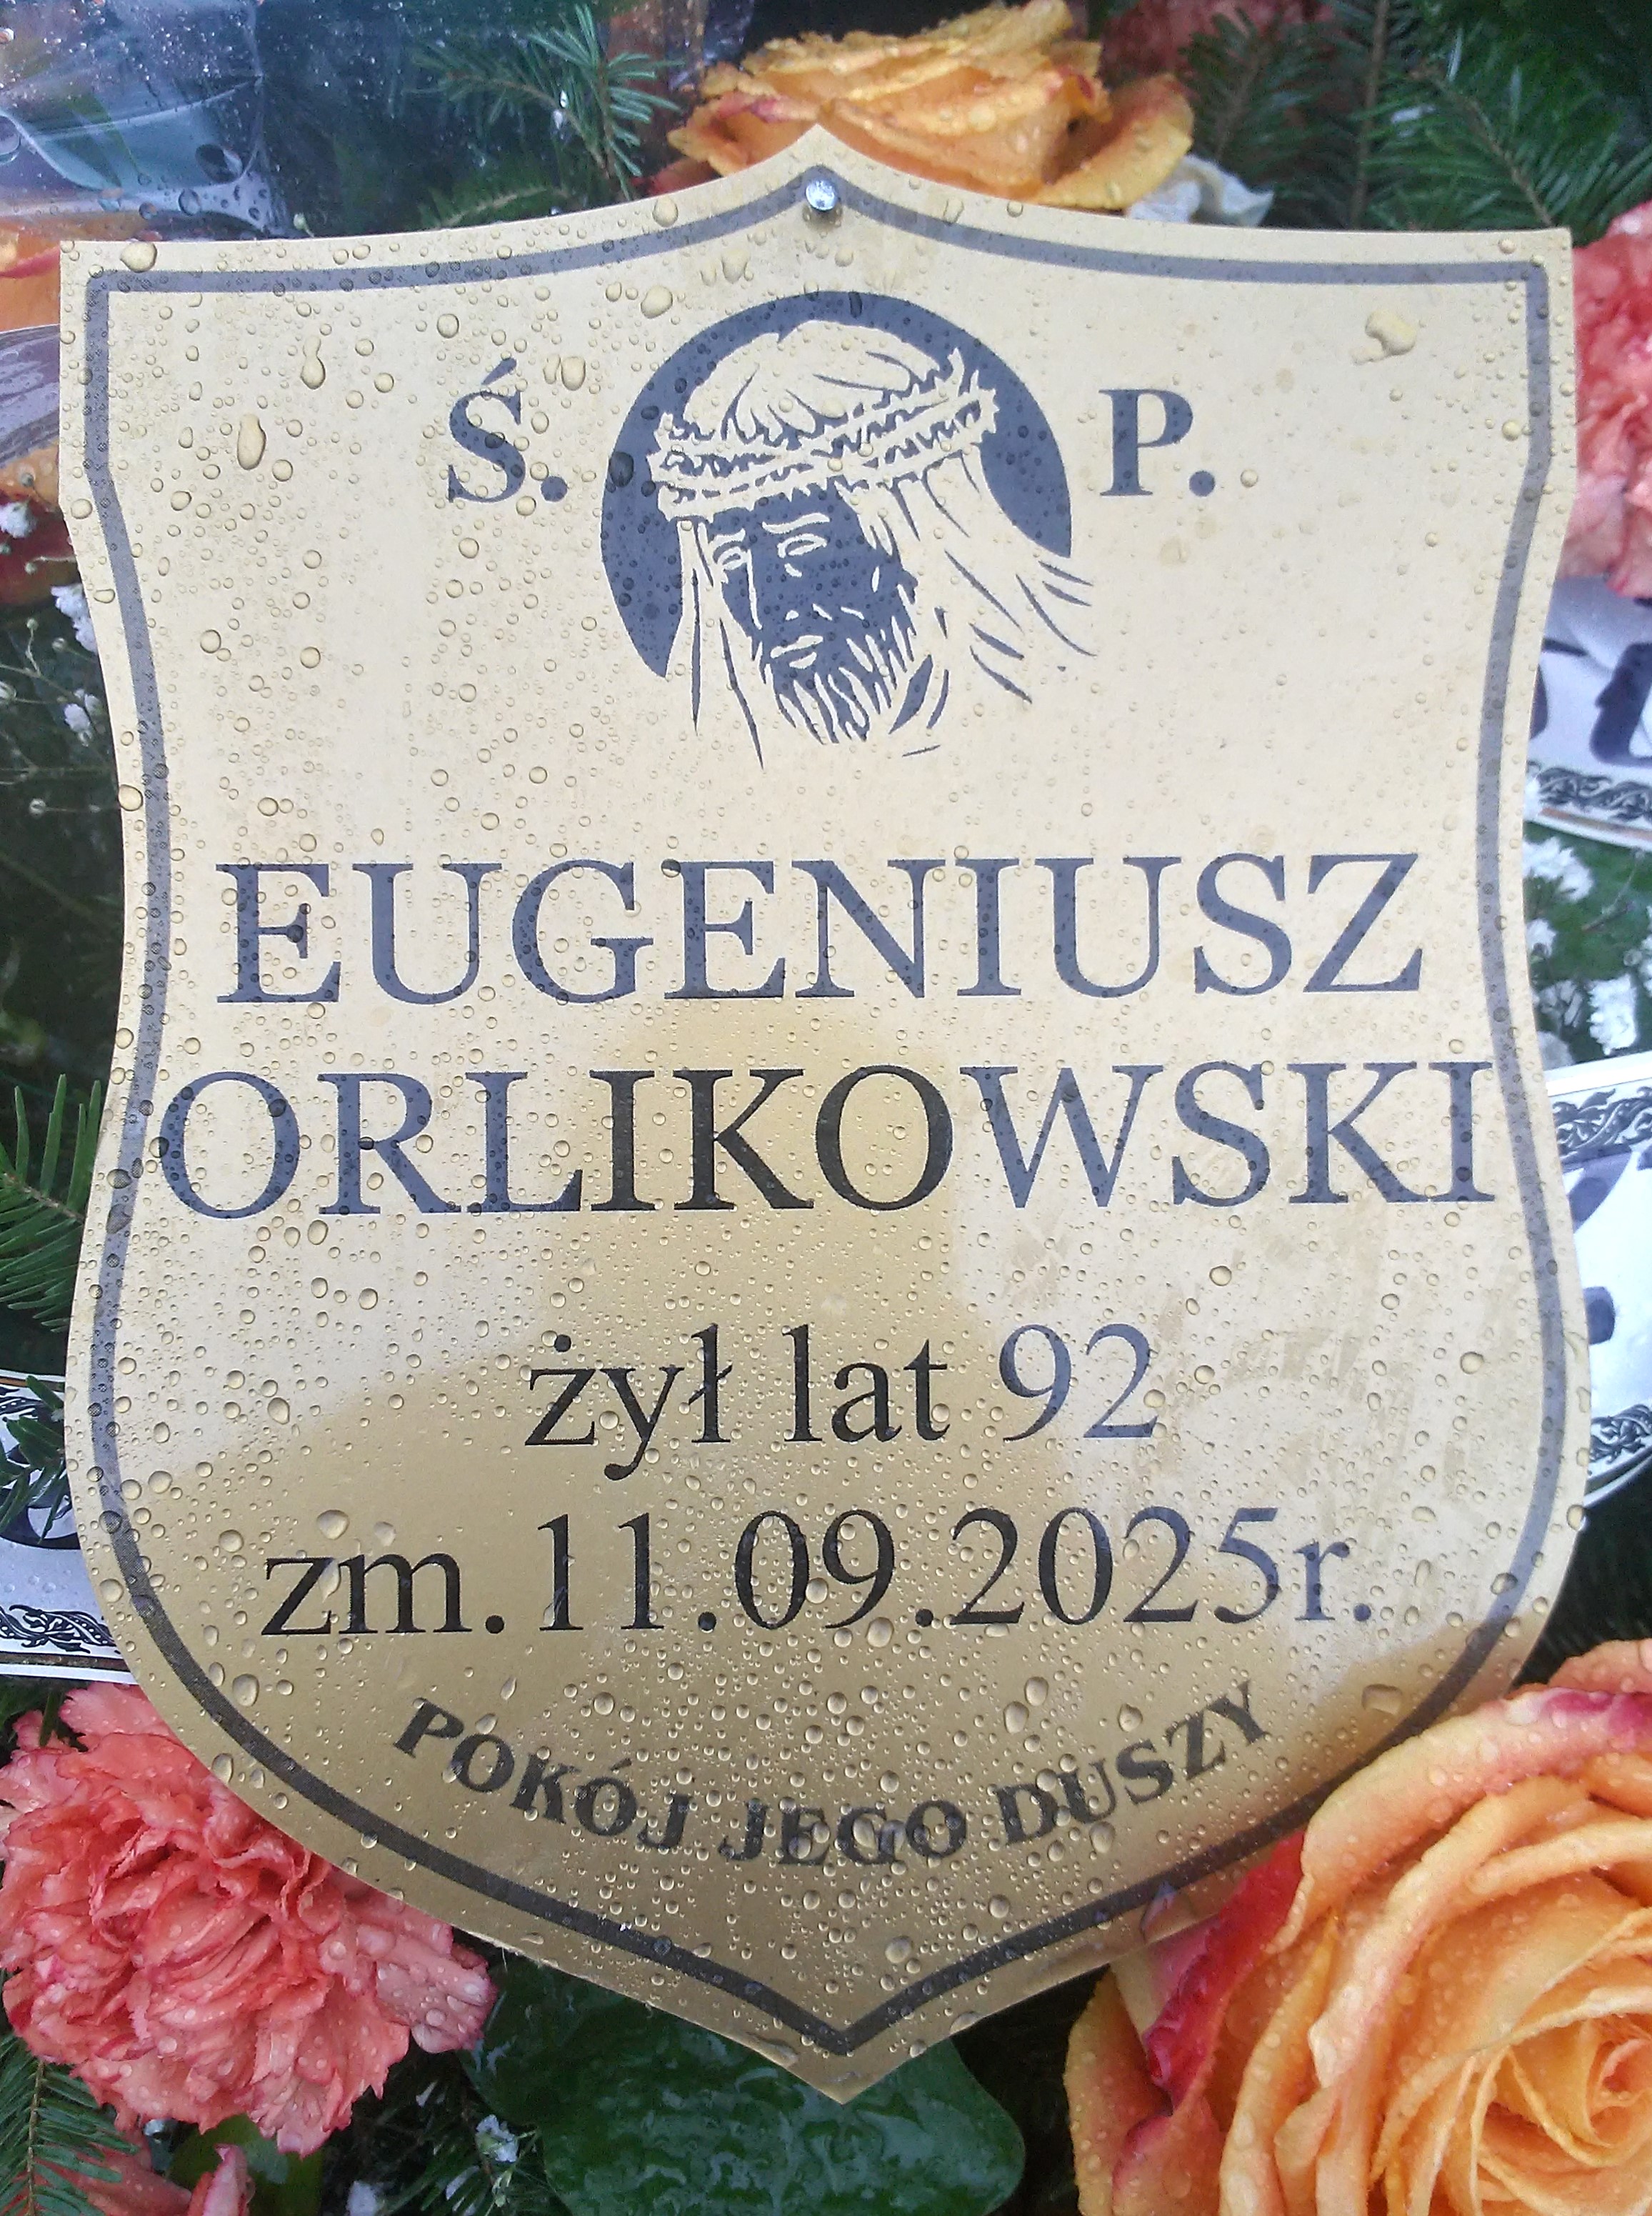 Ś. P.
EUGENIUSZ
ORLIKOWSKI
żył lat 92
zm. 11.09.2025r.
POKÓJ JEGO DUSZY